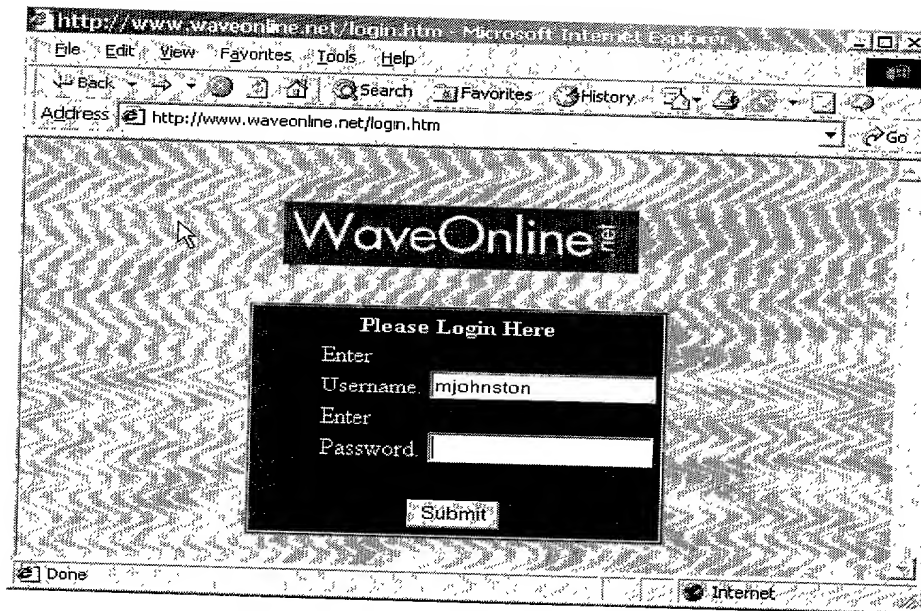 http://www.waveonline.net/login.htm - Microsoft Internet Explorer
File Edit View Favorites Tools Help
Back Search Favorites History
Address http://www.waveonline.net/login.htm Go
WaveOnline.net
Please Login Here
Enter
Username. mjohnston
Enter
Password.
Submit
Done Internet